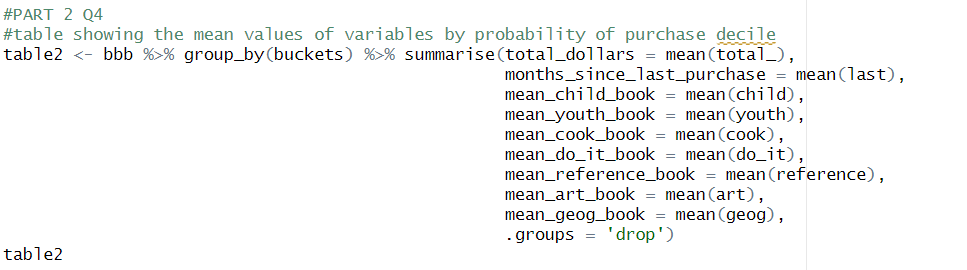 #PART 2 Q4
#table showing the mean values of variables by probability of purchase decile
table2 <- bbb %>% group_by(buckets) %>% summarise(total_dollars = mean(total_),
months_since_last_purchase = mean(last),
mean_child_book = mean(child),
mean_youth_book = mean(youth),
mean_cook_book = mean(cook),
mean_do_it_book = mean(do_it),
mean_reference_book = mean(reference),
mean_art_book = mean(art),
mean_geog_book = mean(geog),
.groups = 'drop')
table2